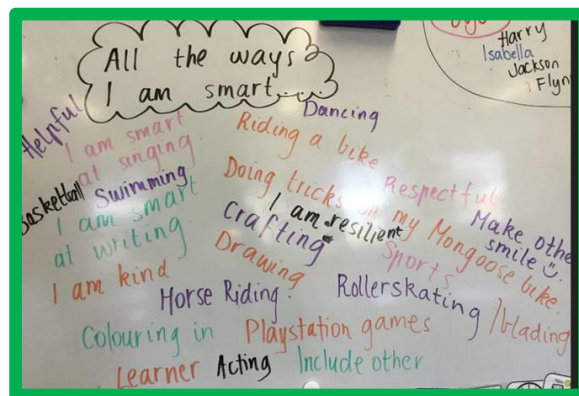 All the ways
I am smart...
Harry
Isabella
Jackson
Flyn
Helpful
Dancing
I am smart
at singing
Riding a bike
Basketball
Swimming
Doing tricks on my Mongoose bike.
Respectful
I am smart
at writing
I am resilient
Make othe
smile
Crafting
Sports
I am kind
Drawing
Horse Riding.
Rollerskating /blading
Colouring in
Playstation games
Learner
Acting
Include other